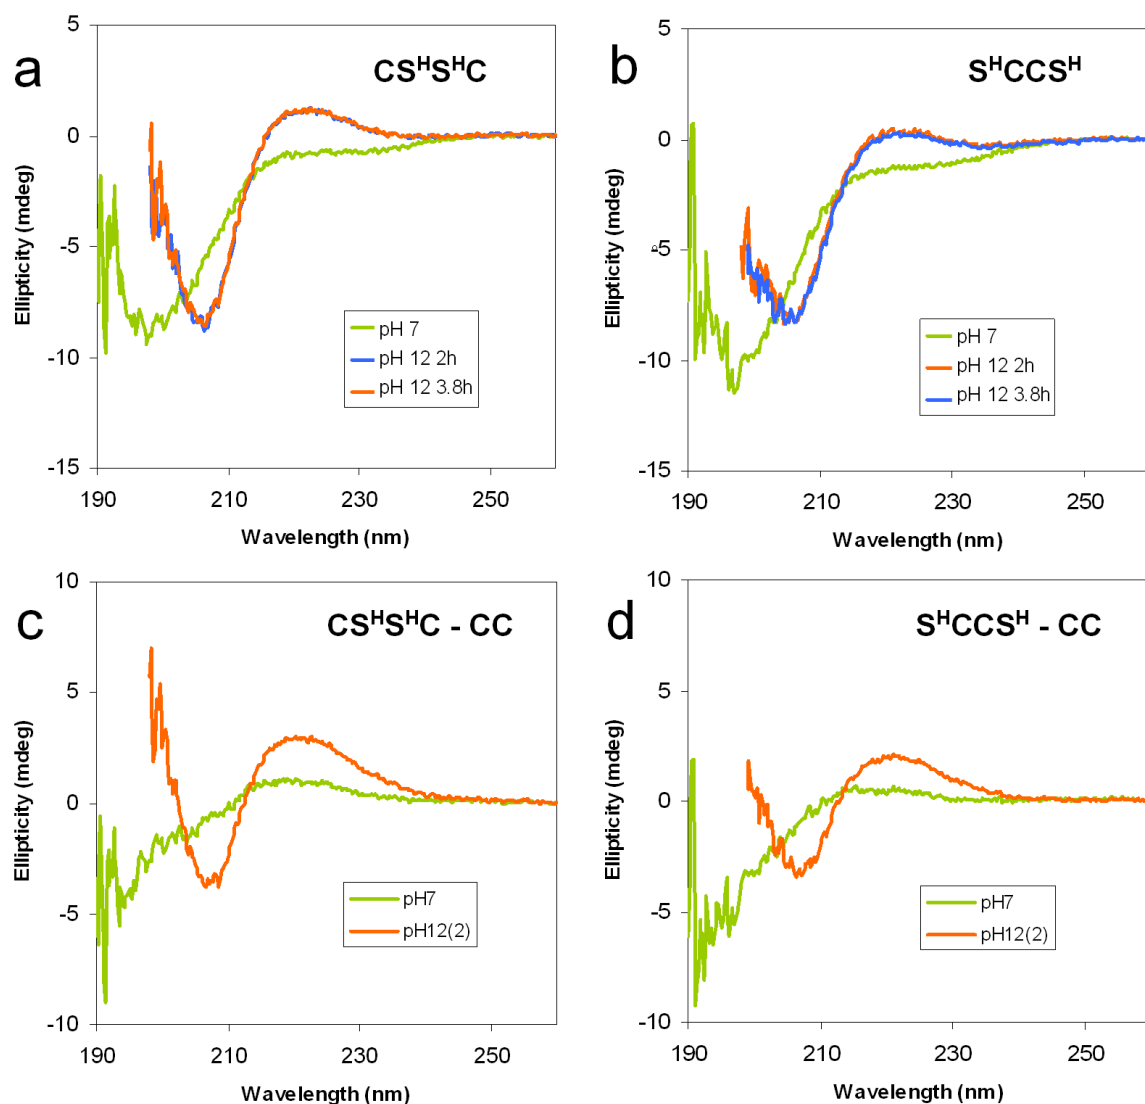 a
CSᴴSᴴC
5
0
-5
-10
-15
Ellipticity (mdeg)
pH 7
pH 12 2h
pH 12 3.8h
190
210
230
250
Wavelength (nm)
b
SᴴCCSᴴ
5
0
-5
-10
-15
Ellipticity (mdeg)
pH 7
pH 12 2h
pH 12 3.8h
190
210
230
250
Wavelength (nm)
c
CSᴴSᴴC - CC
10
5
0
-5
-10
Ellipticity (mdeg)
pH7
pH12(2)
190
210
230
250
Wavelength (nm)
d
SᴴCCSᴴ - CC
10
5
0
-5
-10
Ellipticity (mdeg)
pH7
pH12(2)
190
210
230
250
Wavelength (nm)